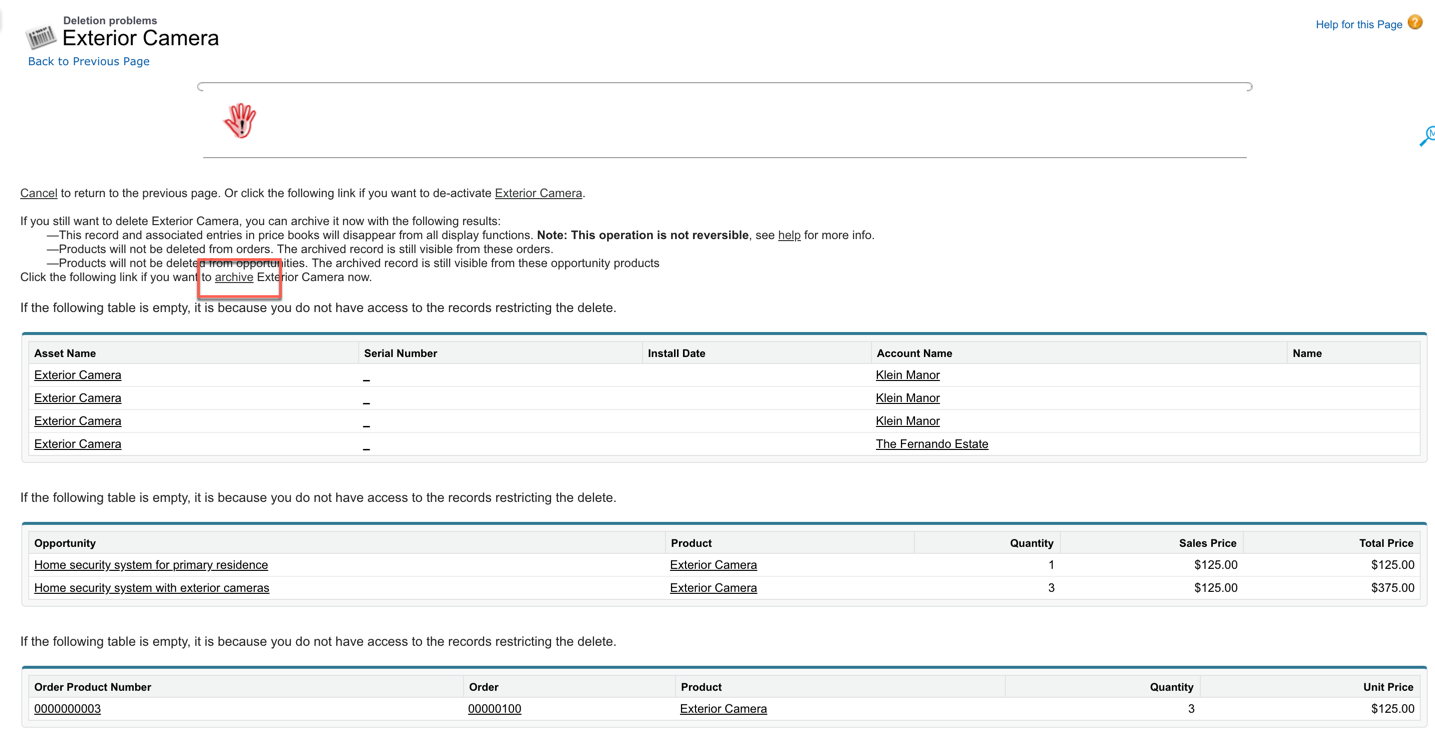 Deletion problems
Exterior Camera
Help for this Page ?
Back to Previous Page
Cancel to return to the previous page. Or click the following link if you want to de-activate Exterior Camera.
If you still want to delete Exterior Camera, you can archive it now with the following results:
—This record and associated entries in price books will disappear from all display functions. Note: This operation is not reversible, see help for more info.
—Products will not be deleted from orders. The archived record is still visible from these orders.
—Products will not be deleted from opportunities. The archived record is still visible from these opportunity products
Click the following link if you want to archive Exterior Camera now.
If the following table is empty, it is because you do not have access to the records restricting the delete.
Asset Name Serial Number Install Date Account Name Name
Exterior Camera _ Klein Manor
Exterior Camera _ Klein Manor
Exterior Camera _ Klein Manor
Exterior Camera _ The Fernando Estate
If the following table is empty, it is because you do not have access to the records restricting the delete.
Opportunity Product Quantity Sales Price Total Price
Home security system for primary residence Exterior Camera 1 $125.00 $125.00
Home security system with exterior cameras Exterior Camera 3 $125.00 $375.00
If the following table is empty, it is because you do not have access to the records restricting the delete.
Order Product Number Order Product Quantity Unit Price
0000000003 00000100 Exterior Camera 3 $125.00